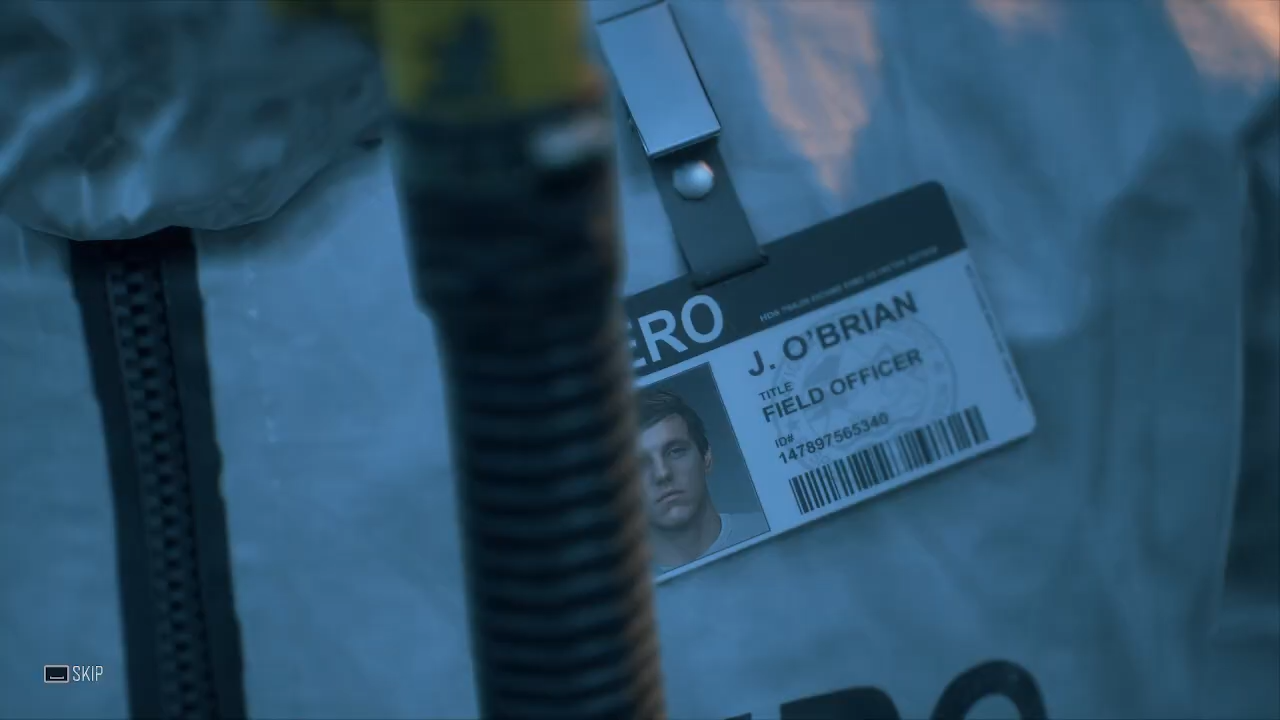 ERO
J. O'BRIAN
TITLE
FIELD OFFICER
ID#
147897565340
SKIP